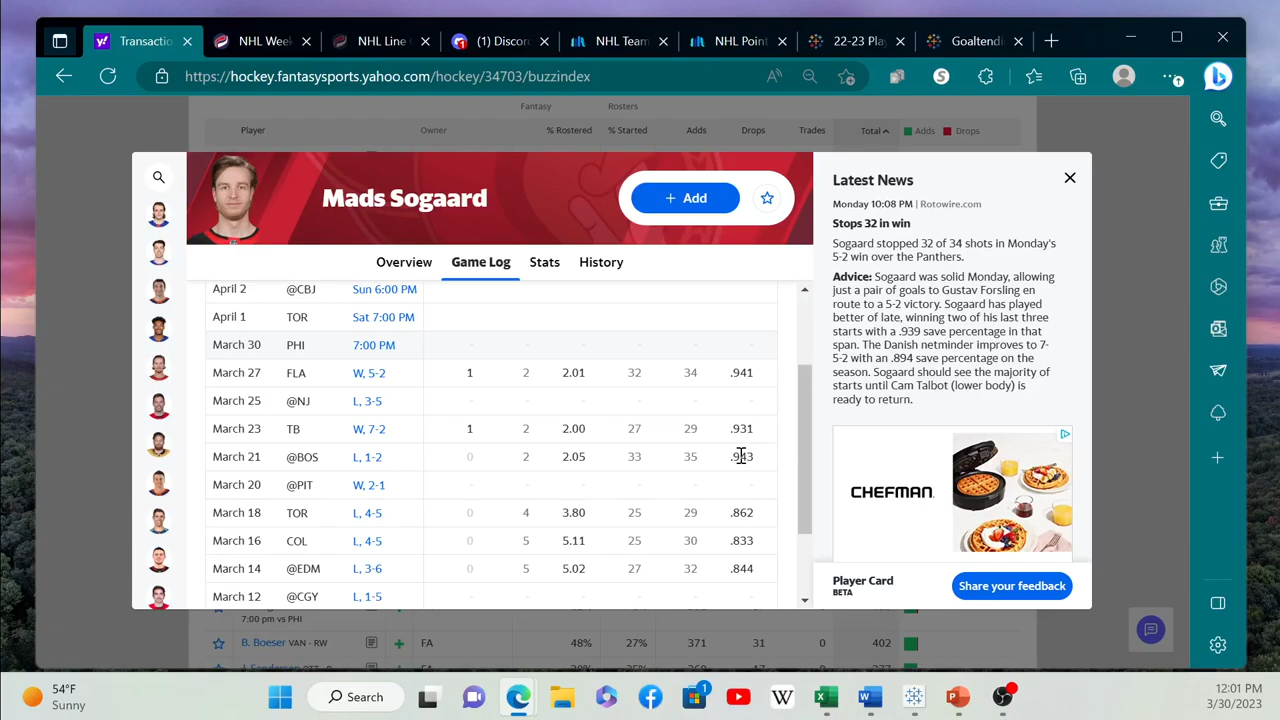 Transactio
NHL Week
NHL Line
(1) Discor
NHL Team
NHL Point
22-23 Play
Goaltendi
https://hockey.fantasysports.yahoo.com/hockey/34703/buzzindex
Fantasy Rosters
Player Owner % Rostered % Started Adds Drops Trades Total Adds Drops
Mads Sogaard
+ Add
Overview Game Log Stats History
April 2 @CBJ Sun 6:00 PM
April 1 TOR Sat 7:00 PM
March 30 PHI 7:00 PM - - - - - -
March 27 FLA W, 5-2 1 2 2.01 32 34 .941
March 25 @NJ L, 3-5 - - - - - -
March 23 TB W, 7-2 1 2 2.00 27 29 .931
March 21 @BOS L, 1-2 0 2 2.05 33 35 .943
March 20 @PIT W, 2-1 - - - - - -
March 18 TOR L, 4-5 0 4 3.80 25 29 .862
March 16 COL L, 4-5 0 5 5.11 25 30 .833
March 14 @EDM L, 3-6 0 5 5.02 27 32 .844
March 12 @CGY L, 1-5
Latest News
Monday 10:08 PM | Rotowire.com
Stops 32 in win
Sogaard stopped 32 of 34 shots in Monday's
5-2 win over the Panthers.
Advice: Sogaard was solid Monday, allowing
just a pair of goals to Gustav Forsling en
route to a 5-2 victory. Sogaard has played
better of late, winning two of his last three
starts with a .939 save percentage in that
span. The Danish netminder improves to 7-
5-2 with an .894 save percentage on the
season. Sogaard should see the majority of
starts until Cam Talbot (lower body) is
ready to return.
CHEFMAN.
Player Card
BETA
Share your feedback
7:00 pm vs PHI
B. Boeser VAN - RW FA 48% 27% 371 31 0 402
54°F
Sunny
Search
1
12:01 PM
3/30/2023